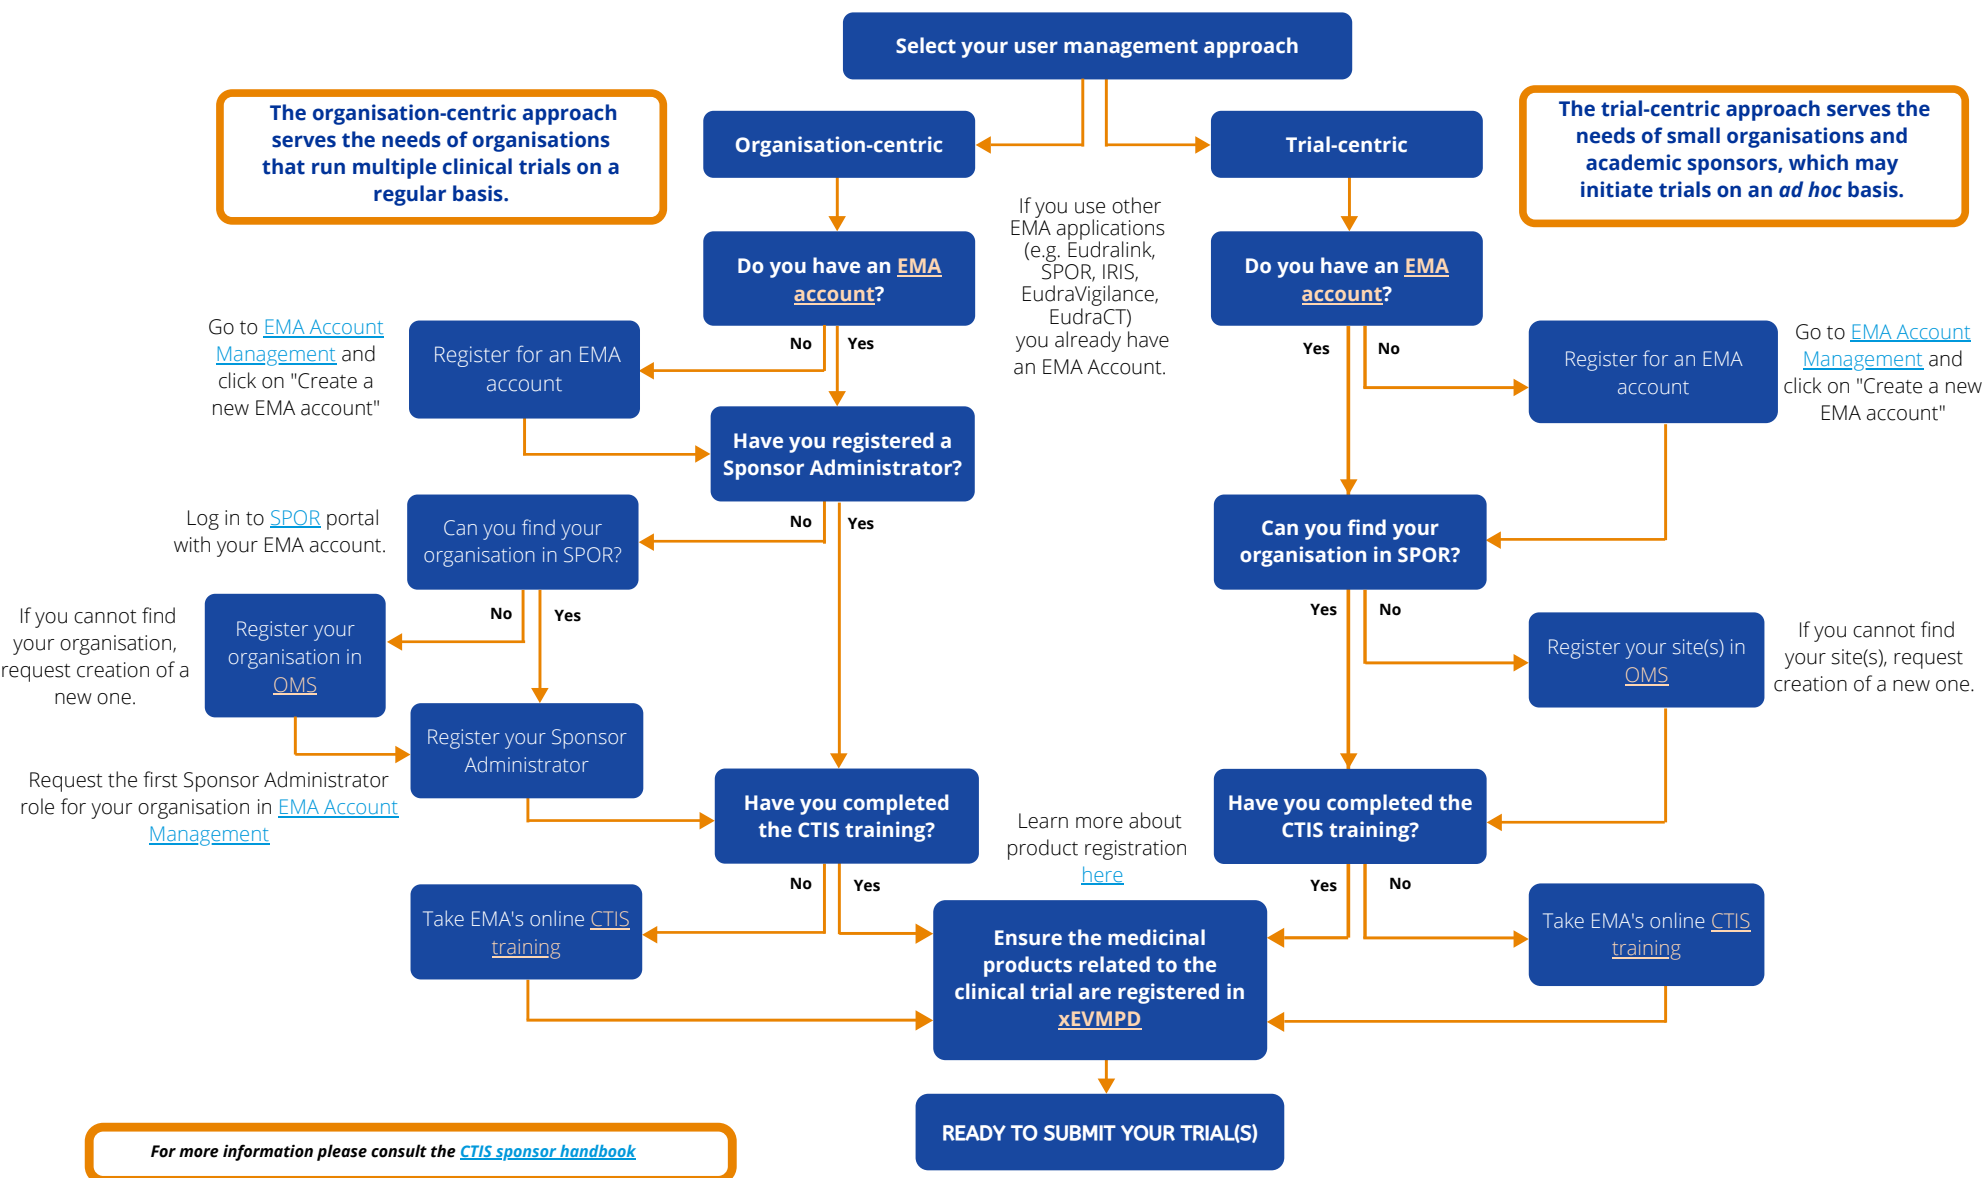 Select your user management approach
The organisation-centric approach
serves the needs of organisations
that run multiple clinical trials on a
regular basis.
The trial-centric approach serves the
needs of small organisations and
academic sponsors, which may
initiate trials on an ad hoc basis.
Organisation-centric
Trial-centric
If you use other
EMA applications
(e.g. Eudralink,
SPOR, IRIS,
EudraVigilance,
EudraCT)
you already have
an EMA Account.
Do you have an EMA
account?
Do you have an EMA
account?
No
Yes
Yes
No
Go to EMA Account
Management and
click on "Create a
new EMA account"
Register for an EMA
account
Register for an EMA
account
Go to EMA Account
Management and
click on "Create a new
EMA account"
Have you registered a
Sponsor Administrator?
No
Yes
Log in to SPOR portal
with your EMA account.
Can you find your
organisation in SPOR?
Can you find your
organisation in SPOR?
No
Yes
Yes
No
If you cannot find
your organisation,
request creation of a
new one.
Register your
organisation in
OMS
Register your site(s) in
OMS
If you cannot find
your site(s), request
creation of a new one.
Register your Sponsor
Administrator
Request the first Sponsor Administrator
role for your organisation in EMA Account
Management
Have you completed
the CTIS training?
Have you completed the
CTIS training?
Learn more about
product registration
here
No
Yes
Yes
No
Take EMA's online CTIS
training
Take EMA's online CTIS
training
Ensure the medicinal
products related to the
clinical trial are registered in
xEVMPD
READY TO SUBMIT YOUR TRIAL(S)
For more information please consult the CTIS sponsor handbook